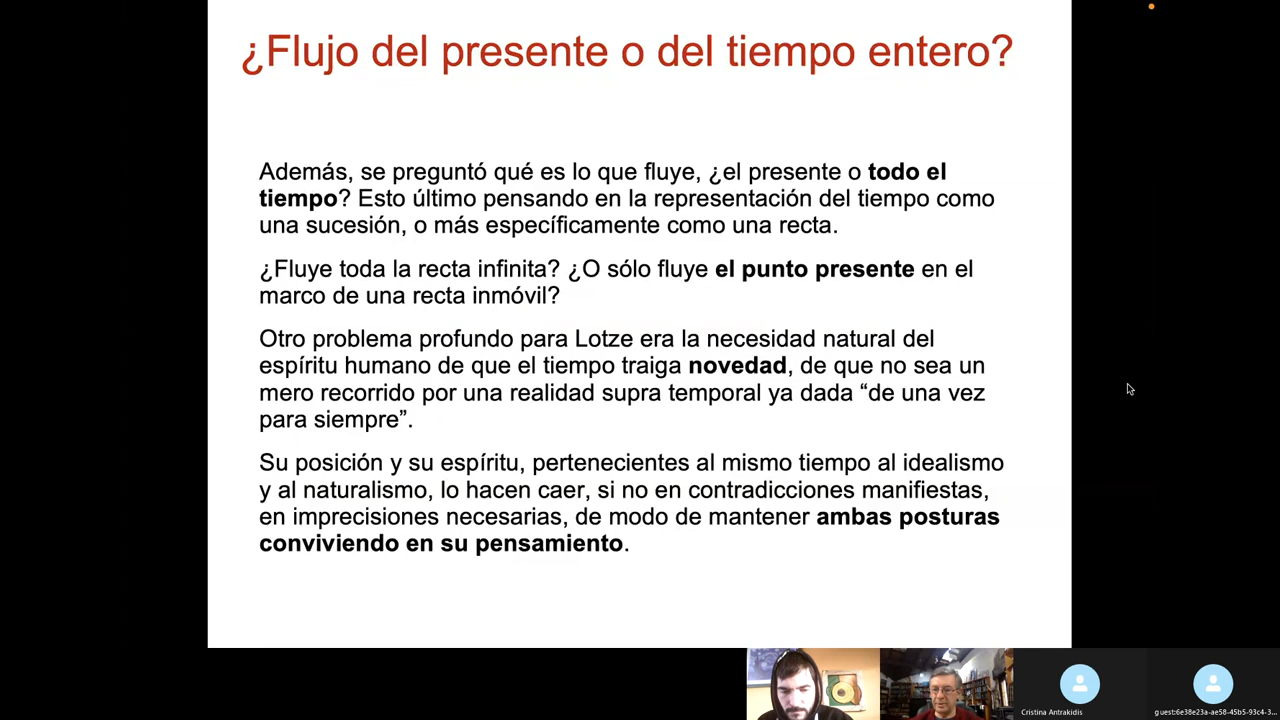 ¿Flujo del presente o del tiempo entero?
Además, se preguntó qué es lo que fluye, ¿el presente o todo el
tiempo? Esto último pensando en la representación del tiempo como
una sucesión, o más específicamente como una recta.
¿Fluye toda la recta infinita? ¿O sólo fluye el punto presente en el
marco de una recta inmóvil?
Otro problema profundo para Lotze era la necesidad natural del
espíritu humano de que el tiempo traiga novedad, de que no sea un
mero recorrido por una realidad supra temporal ya dada “de una vez
para siempre”.
Su posición y su espíritu, pertenecientes al mismo tiempo al idealismo
y al naturalismo, lo hacen caer, si no en contradicciones manifiestas,
en imprecisiones necesarias, de modo de mantener ambas posturas
conviviendo en su pensamiento.
Cristina Antrakidis
guest:6e38e23a-ae58-45b5-93c4-3...